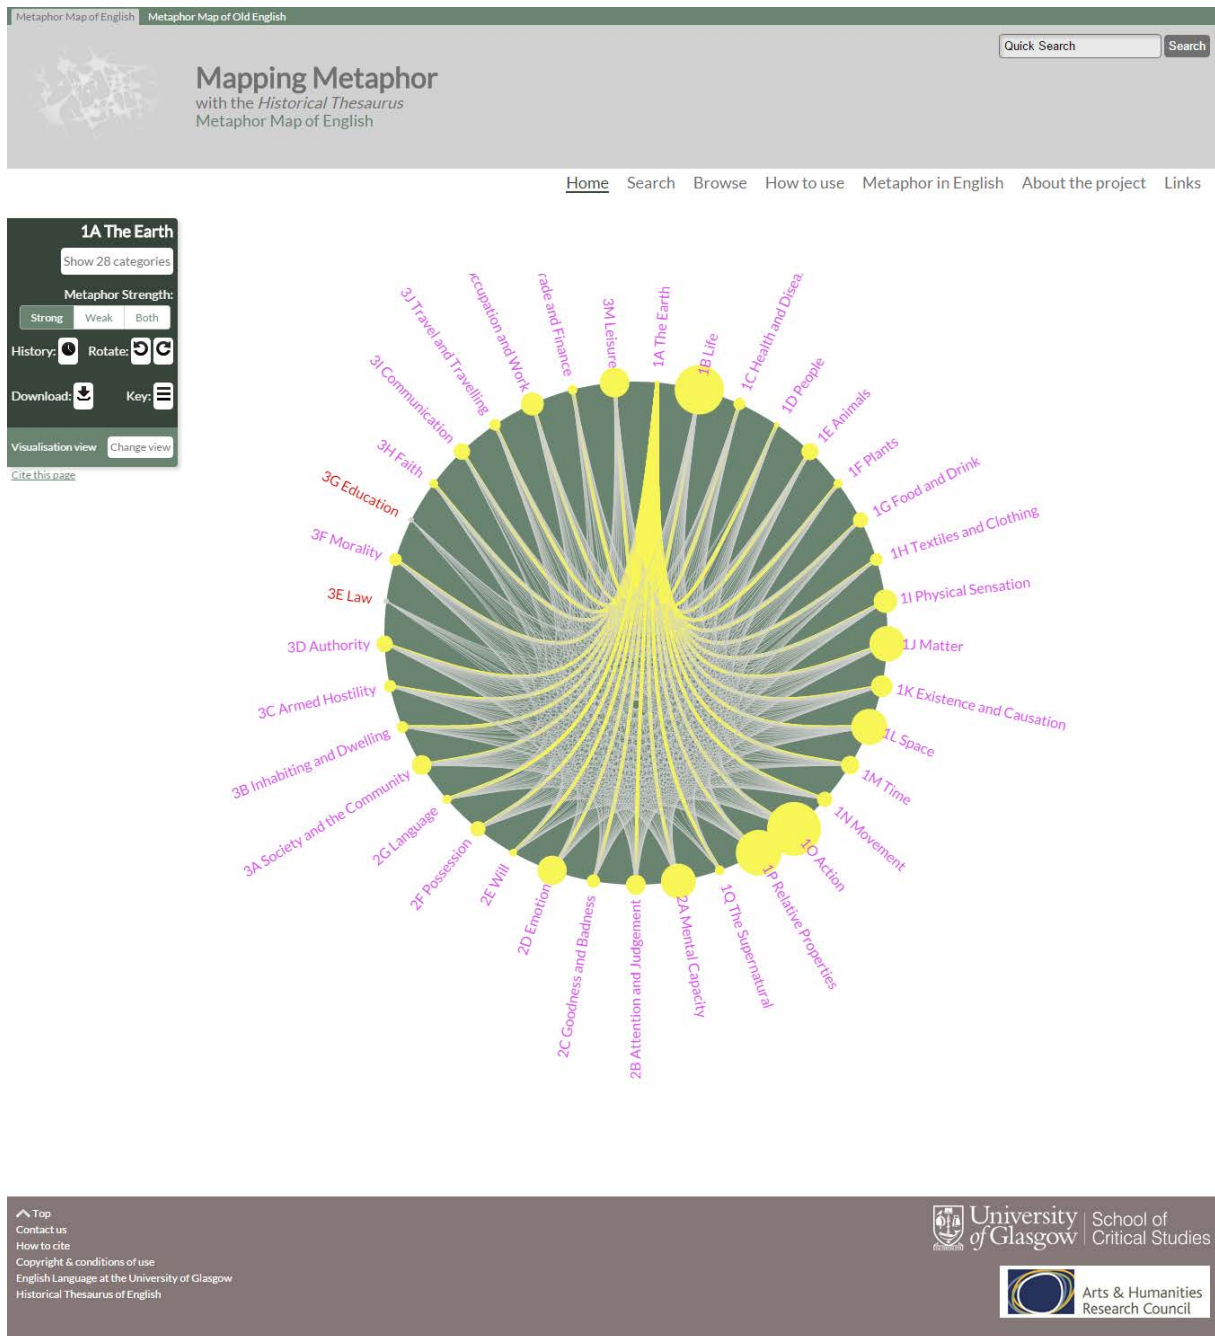 Metaphor Map of English
Metaphor Map of Old English
Quick Search
Search
Mapping Metaphor
with the Historical Thesaurus
Metaphor Map of English
Home
Search
Browse
How to use
Metaphor in English
About the project
Links
1A The Earth
Show 28 categories
Metaphor Strength:
Strong
Weak
Both
History:
Rotate:
Download:
Key:
Visualisation view
Change view
Cite this page
1A The Earth
1B Life
1C Health and
1D People
1E Animals
1F Plants
1G Food and Drink
1H Textiles and Clothing
1I Physical Sensation
1J Matter
1K Existence and Causation
1L Space
1M Time
1N Movement
1O Action
1P Relative Properties
1Q The Supernatural
2A Mental Capacity
2B Attention and Judgement
2C Goodness and Badness
2D Emotion
2E Will
2F Possession
2G Language
3A Society and the Community
3B Inhabiting and Dwelling
3C Armed Hostility
3D Authority
3E Law
3F Morality
3G Education
3H Faith
3I Communication
3J Travel and Travelling
and Work
and Finance
3M Leisure
Top
Contact us
How to cite
Copyright & conditions of use
English Language at the University of Glasgow
Historical Thesaurus of English
University
of Glasgow
School of
Critical Studies
Arts & Humanities
Research Council